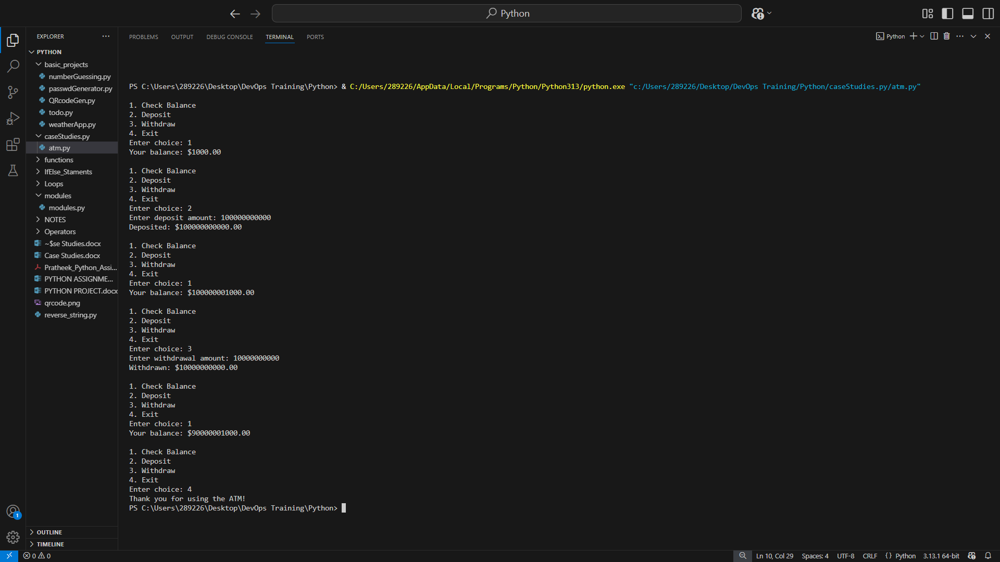 Python
EXPLORER
PYTHON
basic_projects
numberGuessing.py
passwdGenerator.py
QRcodeGen.py
todo.py
weatherApp.py
caseStudies.py
atm.py
functions
IfElse_Staments
Loops
modules
modules.py
NOTES
Operators
~$se Studies.docx
Case Studies.docx
Pratheek_Python_Assi...
PYTHON ASSIGNME...
PYTHON PROJECT.docx
qrcode.png
reverse_string.py
OUTLINE
TIMELINE
PROBLEMS OUTPUT DEBUG CONSOLE TERMINAL PORTS
Python
PS C:\Users\289226\Desktop\DevOps Training\Python> & C:/Users/289226/AppData/Local/Programs/Python/Python313/python.exe "c:/Users/289226/Desktop/DevOps Training/Python/caseStudies.py/atm.py"
1. Check Balance
2. Deposit
3. Withdraw
4. Exit
Enter choice: 1
Your balance: $1000.00
1. Check Balance
2. Deposit
3. Withdraw
4. Exit
Enter choice: 2
Enter deposit amount: 100000000000
Deposited: $100000000000.00
1. Check Balance
2. Deposit
3. Withdraw
4. Exit
Enter choice: 1
Your balance: $100000001000.00
1. Check Balance
2. Deposit
3. Withdraw
4. Exit
Enter choice: 3
Enter withdrawal amount: 10000000000
Withdrawn: $10000000000.00
1. Check Balance
2. Deposit
3. Withdraw
4. Exit
Enter choice: 1
Your balance: $90000001000.00
1. Check Balance
2. Deposit
3. Withdraw
4. Exit
Enter choice: 4
Thank you for using the ATM!
PS C:\Users\289226\Desktop\DevOps Training\Python>
1
0 0
Ln 10, Col 29 Spaces: 4 UTF-8 CRLF {} Python 3.13.1 64-bit